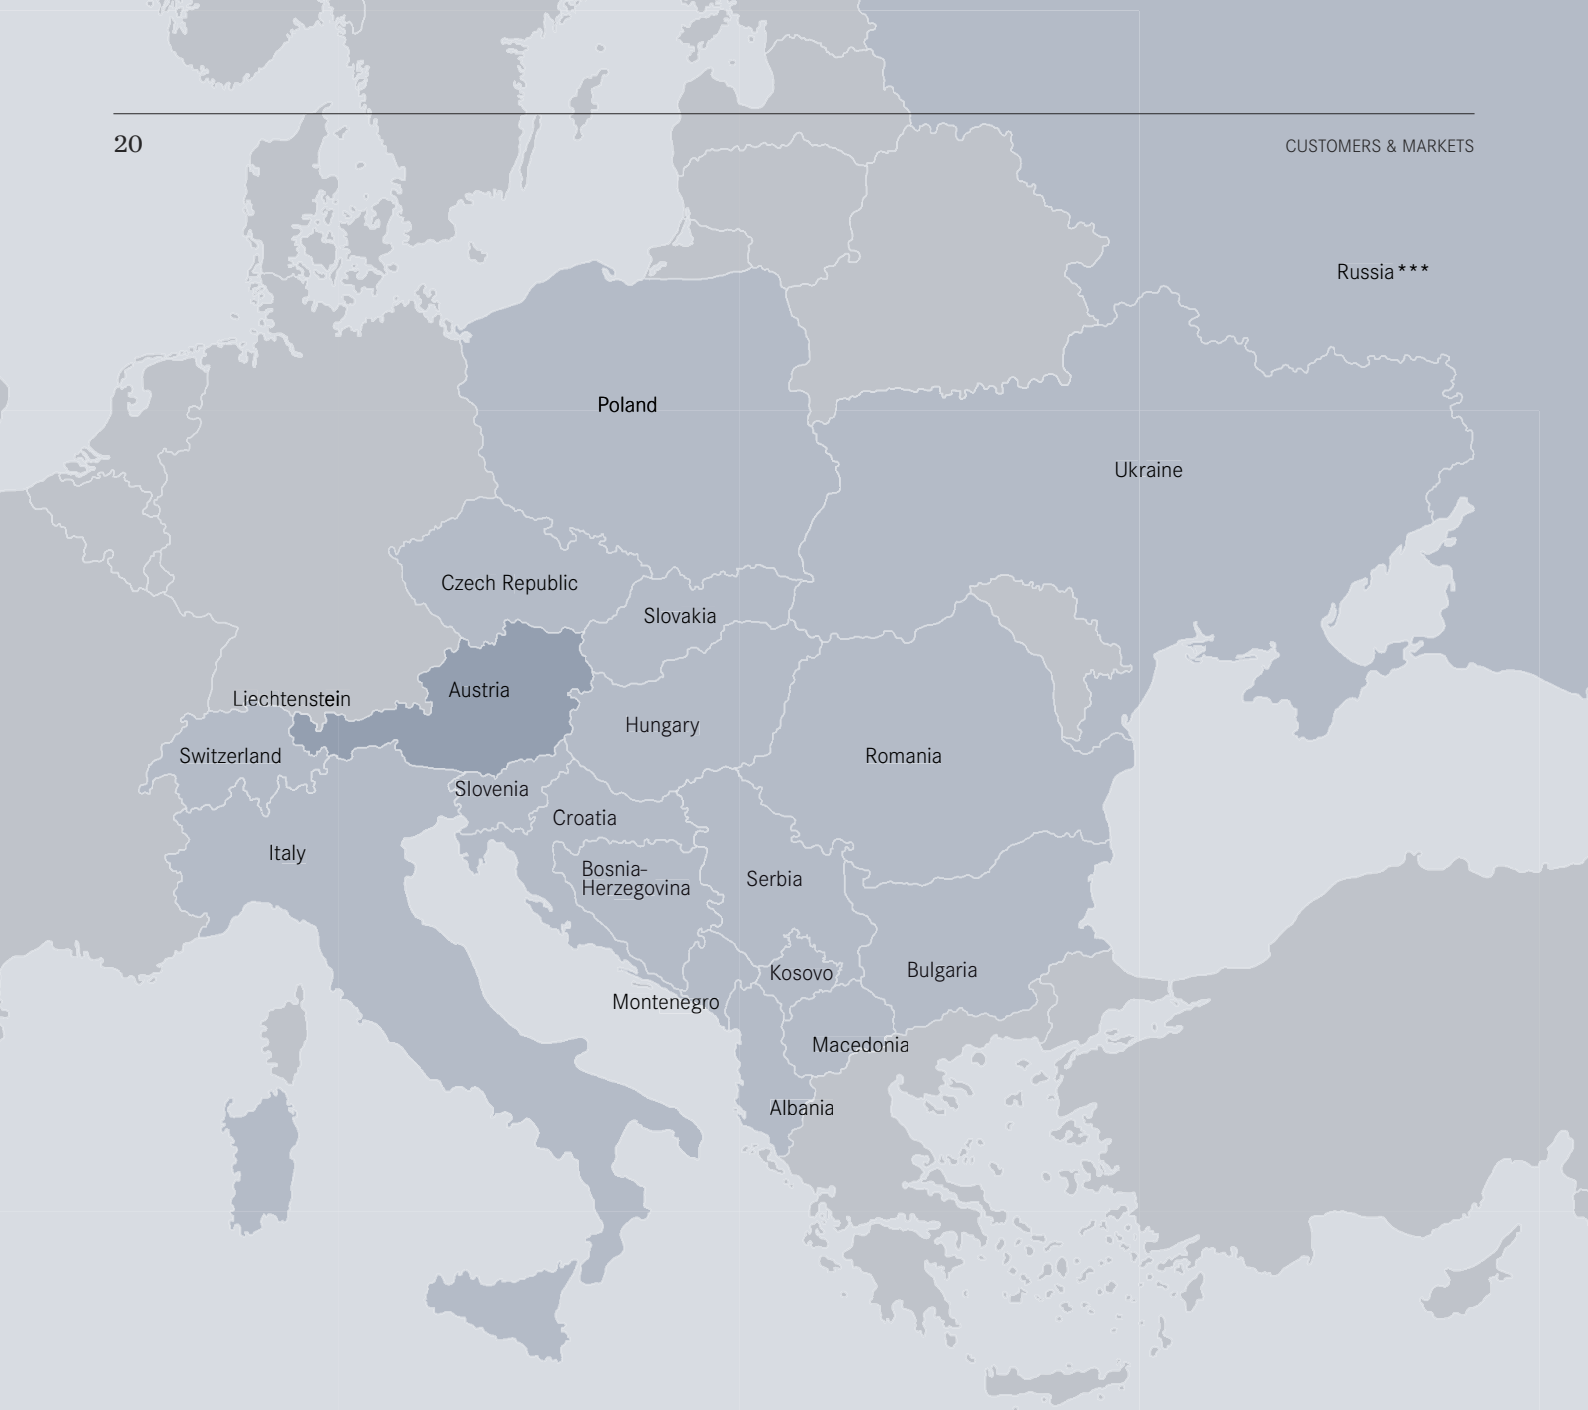 20
CUSTOMERS & MARKETS
Russia***
Poland
Ukraine
Czech Republic
Slovakia
Austria
Liechtenstein
Hungary
Switzerland
Romania
Slovenia
Croatia
Italy
Bosnia-
Herzegovina
Serbia
Kosovo
Bulgaria
Montenegro
Macedonia
Albania